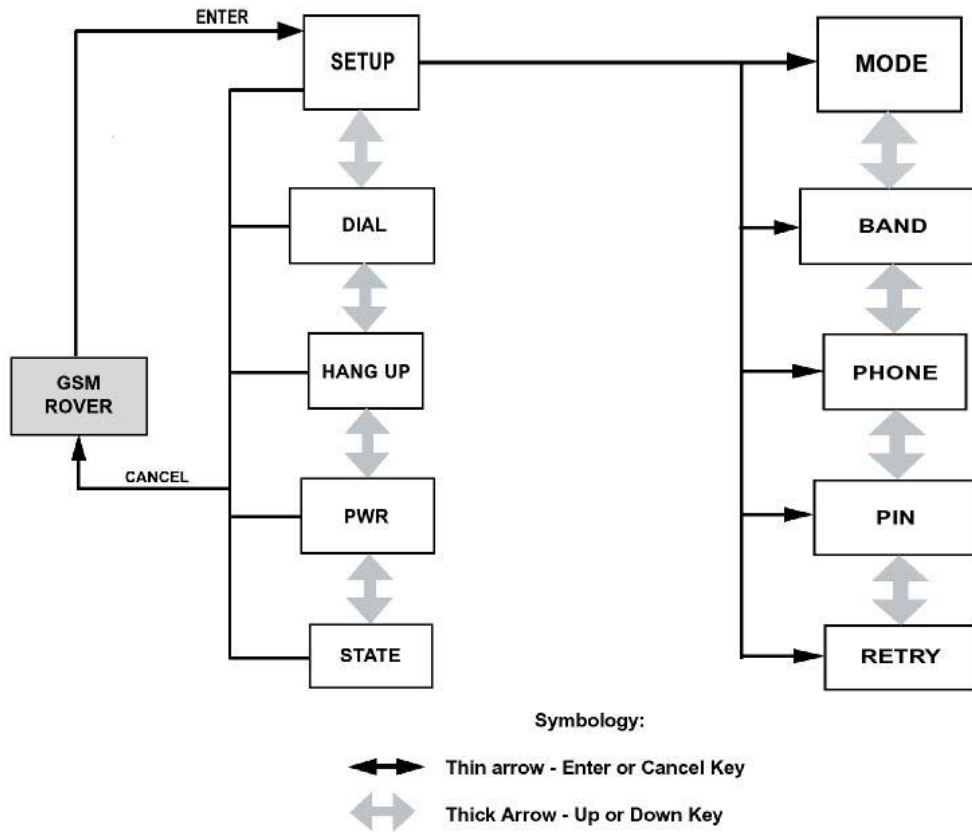 ENTER
SETUP
MODE
DIAL
BAND
HANG UP
PHONE
GSM
ROVER
CANCEL
PWR
PIN
STATE
RETRY
Symbology:
Thin arrow - Enter or Cancel Key
Thick Arrow - Up or Down Key